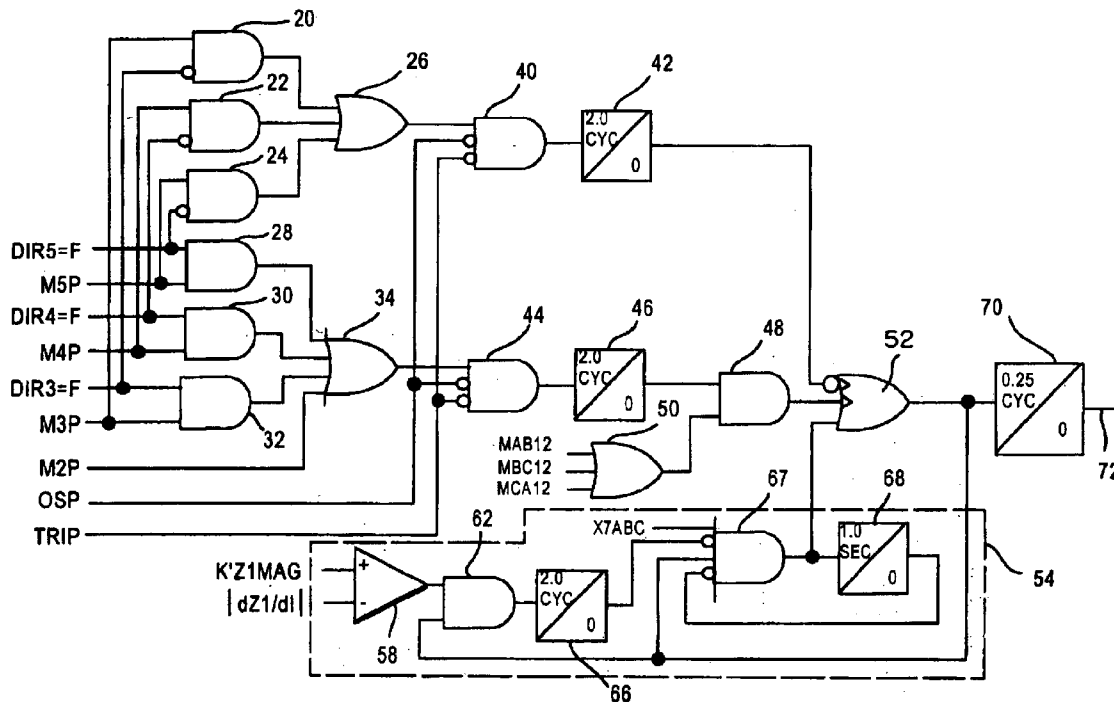 20
22
24
26
40
42
2.0
CYC
0
28
30
32
34
44
46
2.0
CYC
0
48
50
52
70
0.25
CYC
0
72
DIR5=F
M5P
DIR4=F
M4P
DIR3=F
M3P
M2P
OSP
TRIP
MAB12
MBC12
MCA12
X7ABC
67
68
1.0
SEC
0
54
62
K'Z1MAG
|dZ1/dI|
+
-
58
2.0
CYC
0
66